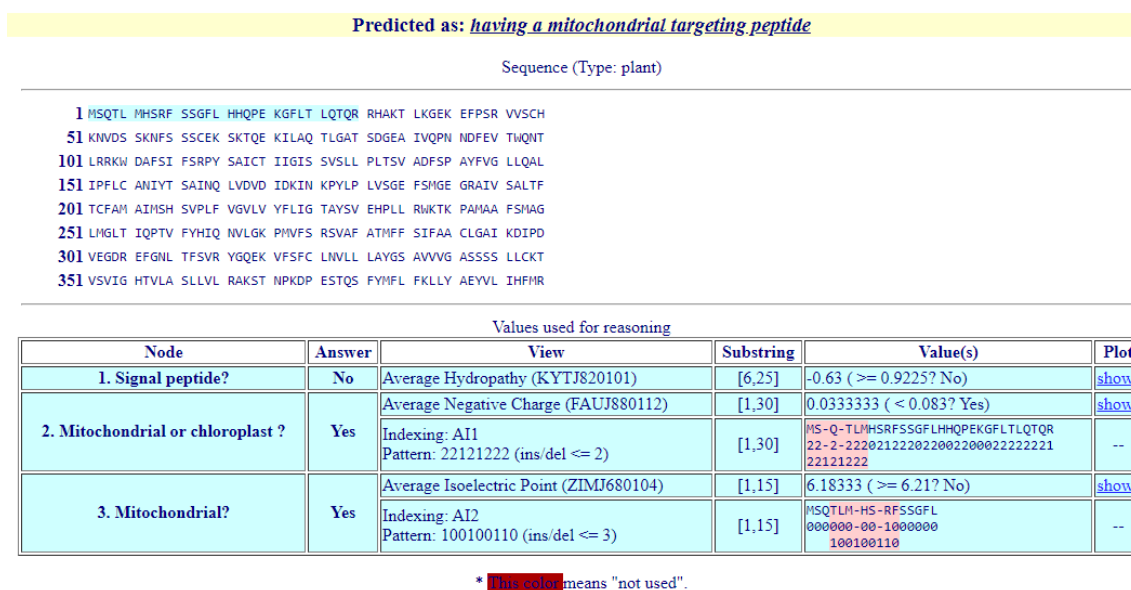 Predicted as: having a mitochondrial targeting peptide
Sequence (Type: plant)
1 MSQTL MHSRF SSGFL HHQPE KGFLT LQTQR RHAKT LKGEK EFPSR VVSCH
51 KNVDS SKNFS SSCEK SKTQE KILAQ TLGAT SDGEA IVQPN NDFEV TWQNT
101 LRRKW DAFSI FSRPY SAICT IIGIS SVSLL PLTSV ADFSP AYFVG LLQAL
151 IPFLC ANIYT SAINQ LVDVD IDKIN KPYLP LVSGE FSMGE GRAIV SALTF
201 TCFAM AIMSH SVPLF VGVLV YFLIG TAYSV EHPLL RWKTK PAMAA FSMAG
251 LMGLT IQPTV FYHIQ NVLGK PMVFS RSVAF ATMFF SIFAA CLGAI KDIPD
301 VEGDR EFGNL TFSVR YGQEK VFSFC LNVLL LAYGS AVVVG ASSSS LLCKT
351 VSVIG HTVLA SLLVL RAKST NPKDP ESTQS FYMFL FKLLY AEYVL IHFMR
Values used for reasoning
Node Answer View Substring Value(s) Plot
1. Signal peptide? No Average Hydropathy (KYTJ820101) [6,25] -0.63 ( >= 0.9225? No) show
2. Mitochondrial or chloroplast ? Yes Average Negative Charge (FAUJ880112) [1,30] 0.0333333 ( < 0.083? Yes) show
Indexing: AI1
Pattern: 22121222 (ins/del <= 2) [1,30] MS-Q-TLMHSRFSSGFLHHQPEKGFLTLQTQR
22-2-222021222022002200022222221
22121222 --
3. Mitochondrial? Yes Average Isoelectric Point (ZIMJ680104) [1,15] 6.18333 ( >= 6.21? No) show
Indexing: AI2
Pattern: 100100110 (ins/del <= 3) [1,15] MSQTLM-HS-RFSSGFL
000000-00-1000000
100100110 --
* This color means "not used".